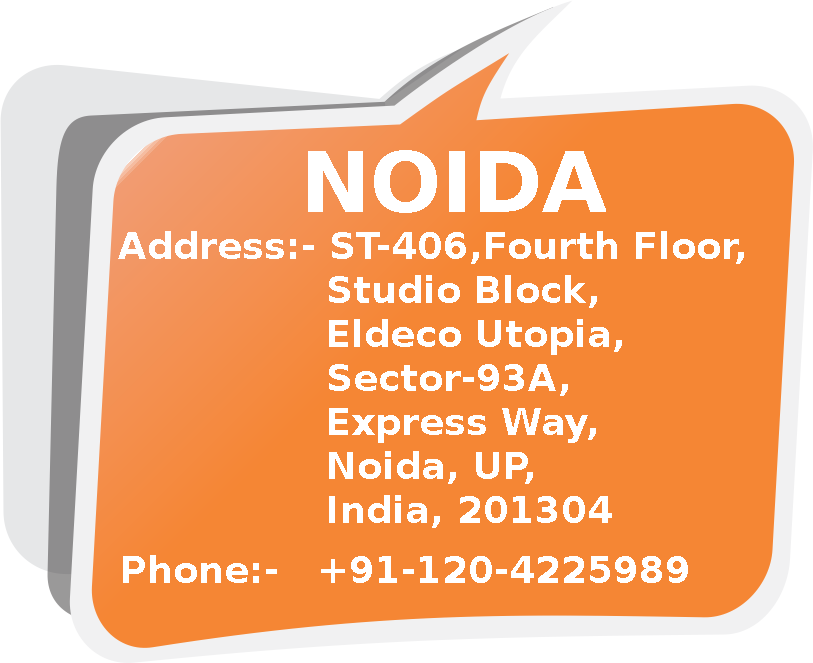 NOIDA
Address:- ST-406,Fourth Floor,
Studio Block,
Eldeco Utopia,
Sector-93A,
Express Way,
Noida, UP,
India, 201304
Phone:- +91-120-4225989